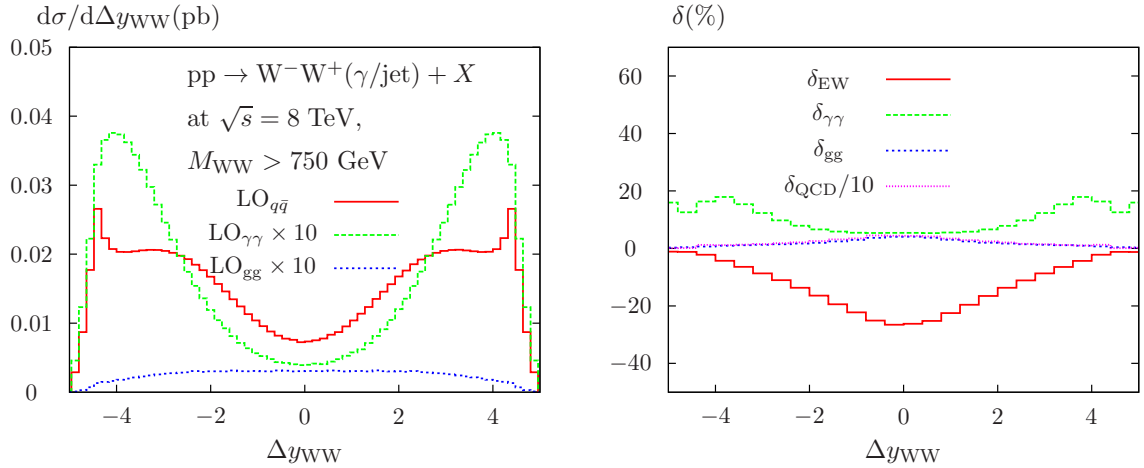 dσ/dΔy_WW(pb)
pp → W⁻W⁺(γ/jet) + X
at √s = 8 TeV,
M_WW > 750 GeV
LO_qq̄
LO_γγ × 10
LO_gg × 10
0.05
0.04
0.03
0.02
0.01
0
−4 −2 0 2 4
Δy_WW
δ(%)
δ_EW
δ_γγ
δ_gg
δ_QCD/10
60
40
20
0
−20
−40
−4 −2 0 2 4
Δy_WW